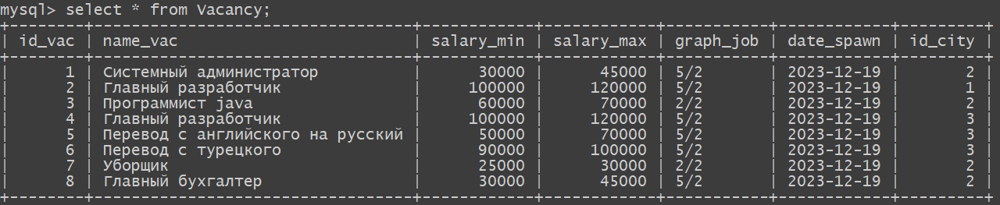 mysql> select * from Vacancy;
+--------+--------------------------------+------------+------------+-----------+------------+---------+
| id_vac | name_vac                       | salary_min | salary_max | graph_job | date_spawn | id_city |
+--------+--------------------------------+------------+------------+-----------+------------+---------+
|      1 | Системный администратор        |      30000 |      45000 | 5/2       | 2023-12-19 |       2 |
|      2 | Главный разработчик            |     100000 |     120000 | 5/2       | 2023-12-19 |       1 |
|      3 | Программист java               |      60000 |      70000 | 2/2       | 2023-12-19 |       2 |
|      4 | Главный разработчик            |     100000 |     120000 | 5/2       | 2023-12-19 |       3 |
|      5 | Перевод с английского на русский |      50000 |      70000 | 5/2       | 2023-12-19 |       3 |
|      6 | Перевод с турецкого            |      90000 |     100000 | 5/2       | 2023-12-19 |       3 |
|      7 | Уборщик                        |      25000 |      30000 | 2/2       | 2023-12-19 |       2 |
|      8 | Главный бухгалтер              |      30000 |      45000 | 5/2       | 2023-12-19 |       2 |
+--------+--------------------------------+------------+------------+-----------+------------+---------+